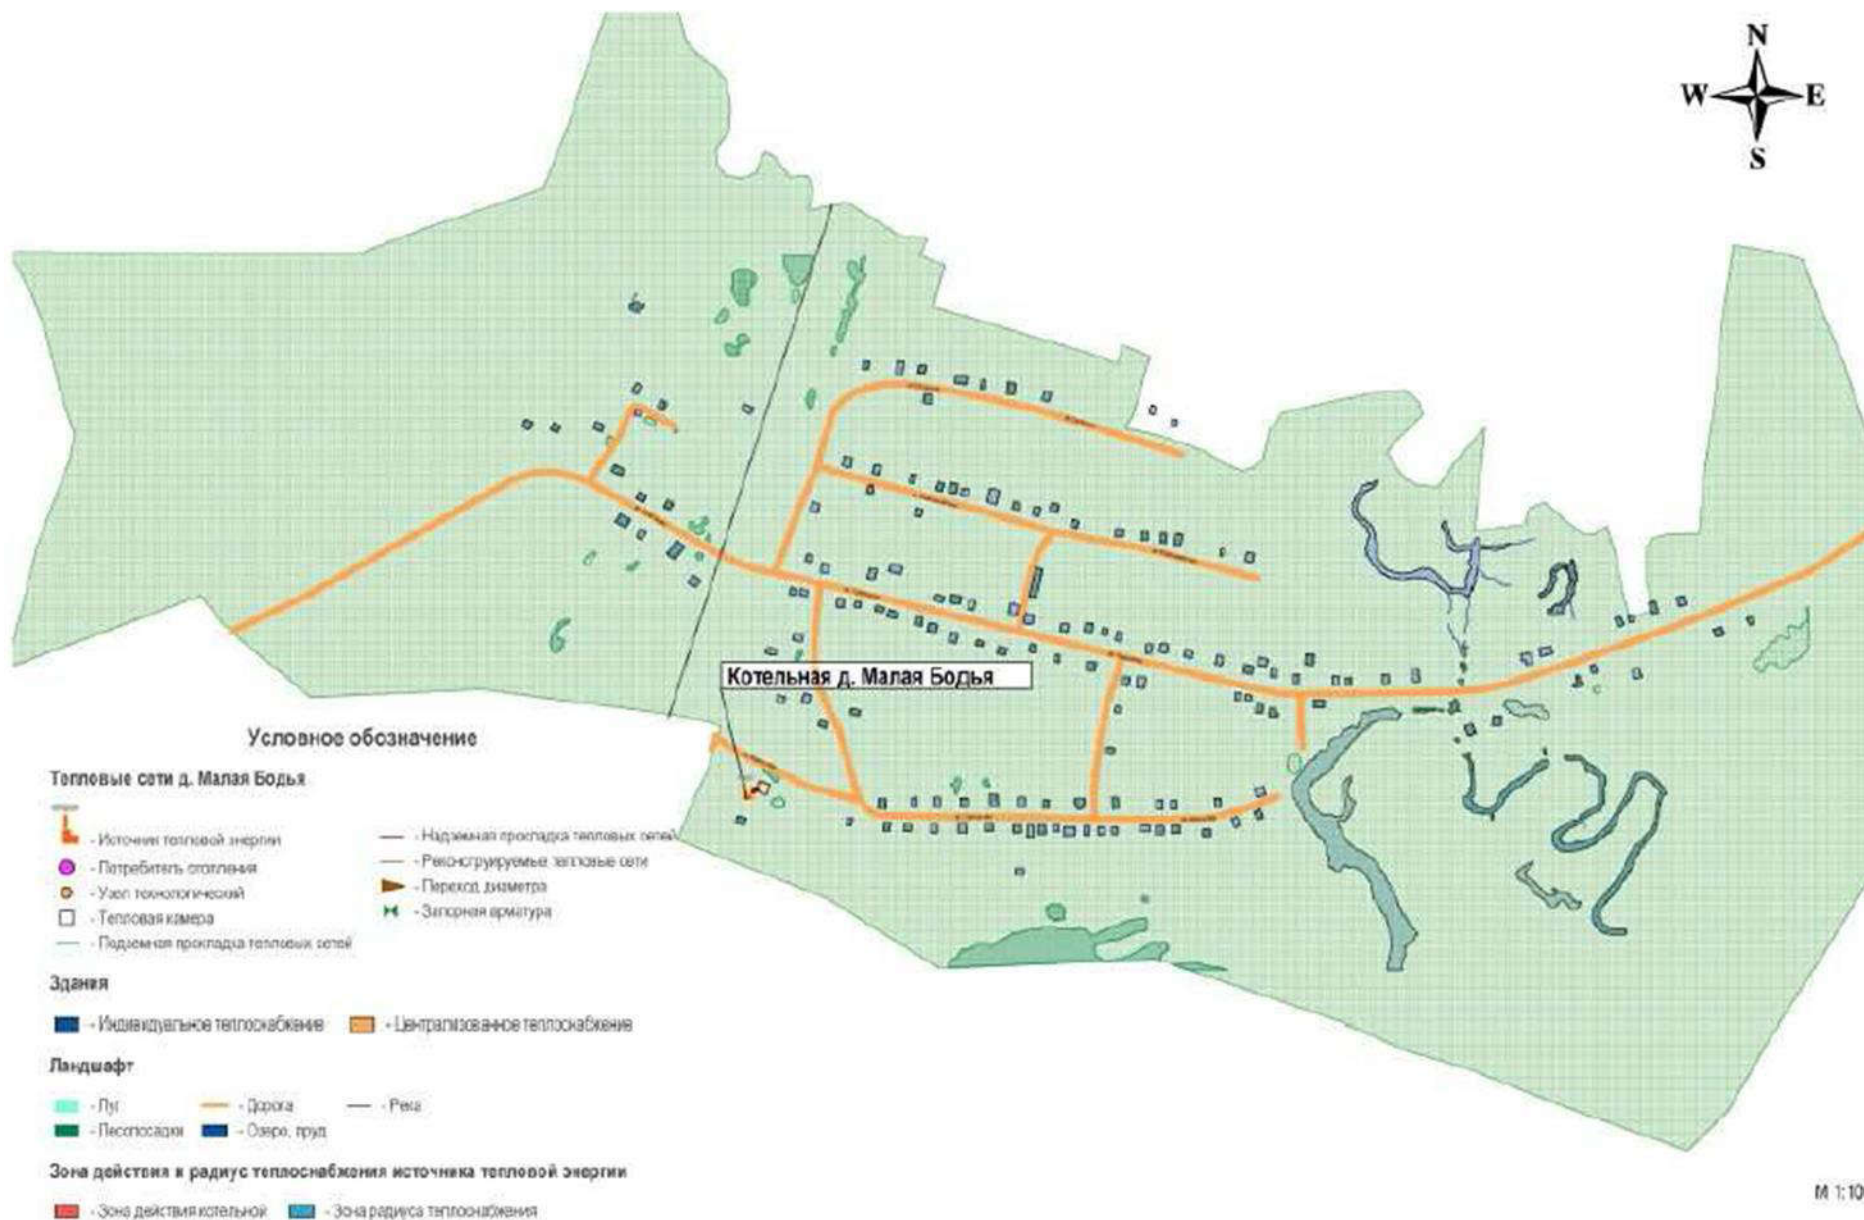 N
W E
S
Котельная д. Малая Бодья
Условное обозначение
Тепловые сети д. Малая Бодья
- Источник тепловой энергии
- Надземная прокладка тепловых сетей
- Потребитель отопления
- Реконструируемые тепловые сети
- Узел технологический
- Переход диаметра
- Тепловая камера
- Запорная арматура
- Подземная прокладка тепловых сетей
Здания
- Индивидуальное теплоснабжение
- Централизованное теплоснабжение
Ландшафт
- Луг
- Дорога
- Река
- Лесопосадки
- Озеро, пруд
Зона действия и радиус теплоснабжения источника тепловой энергии
- Зона действия котельной
- Зона радиуса теплоснабжения
М 1:10